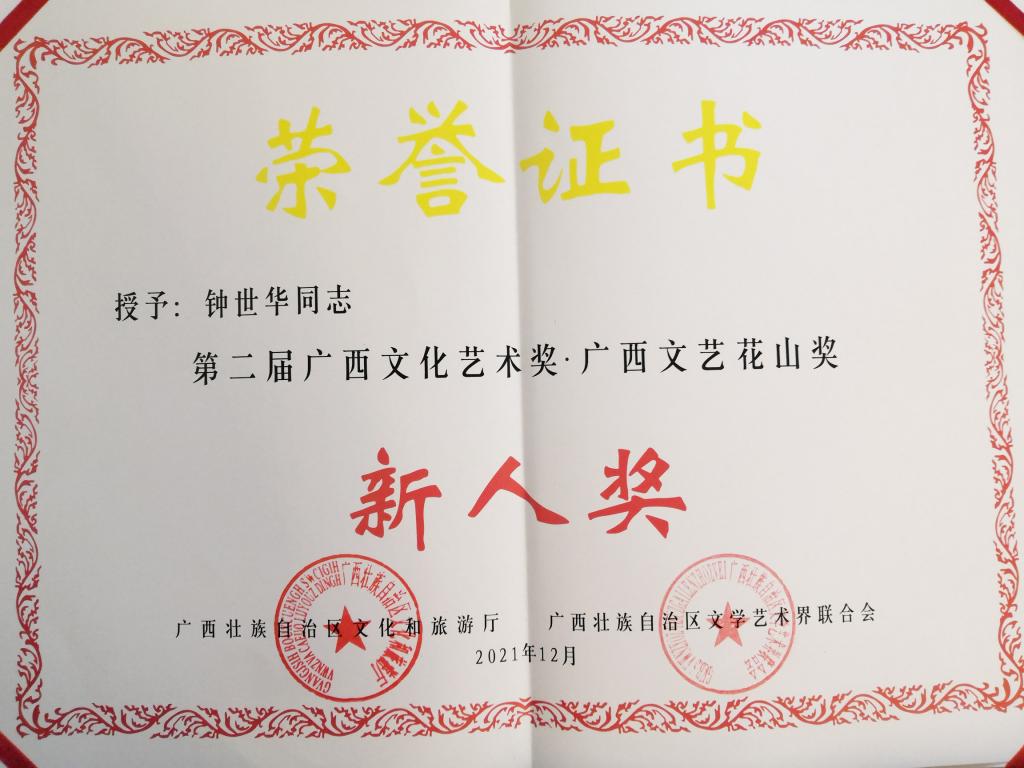 荣誉证书
授予：钟世华同志
第二届广西文化艺术奖·广西文艺花山奖
新人奖
广西壮族自治区文化和旅游厅 广西壮族自治区文学艺术界联合会
2021年12月